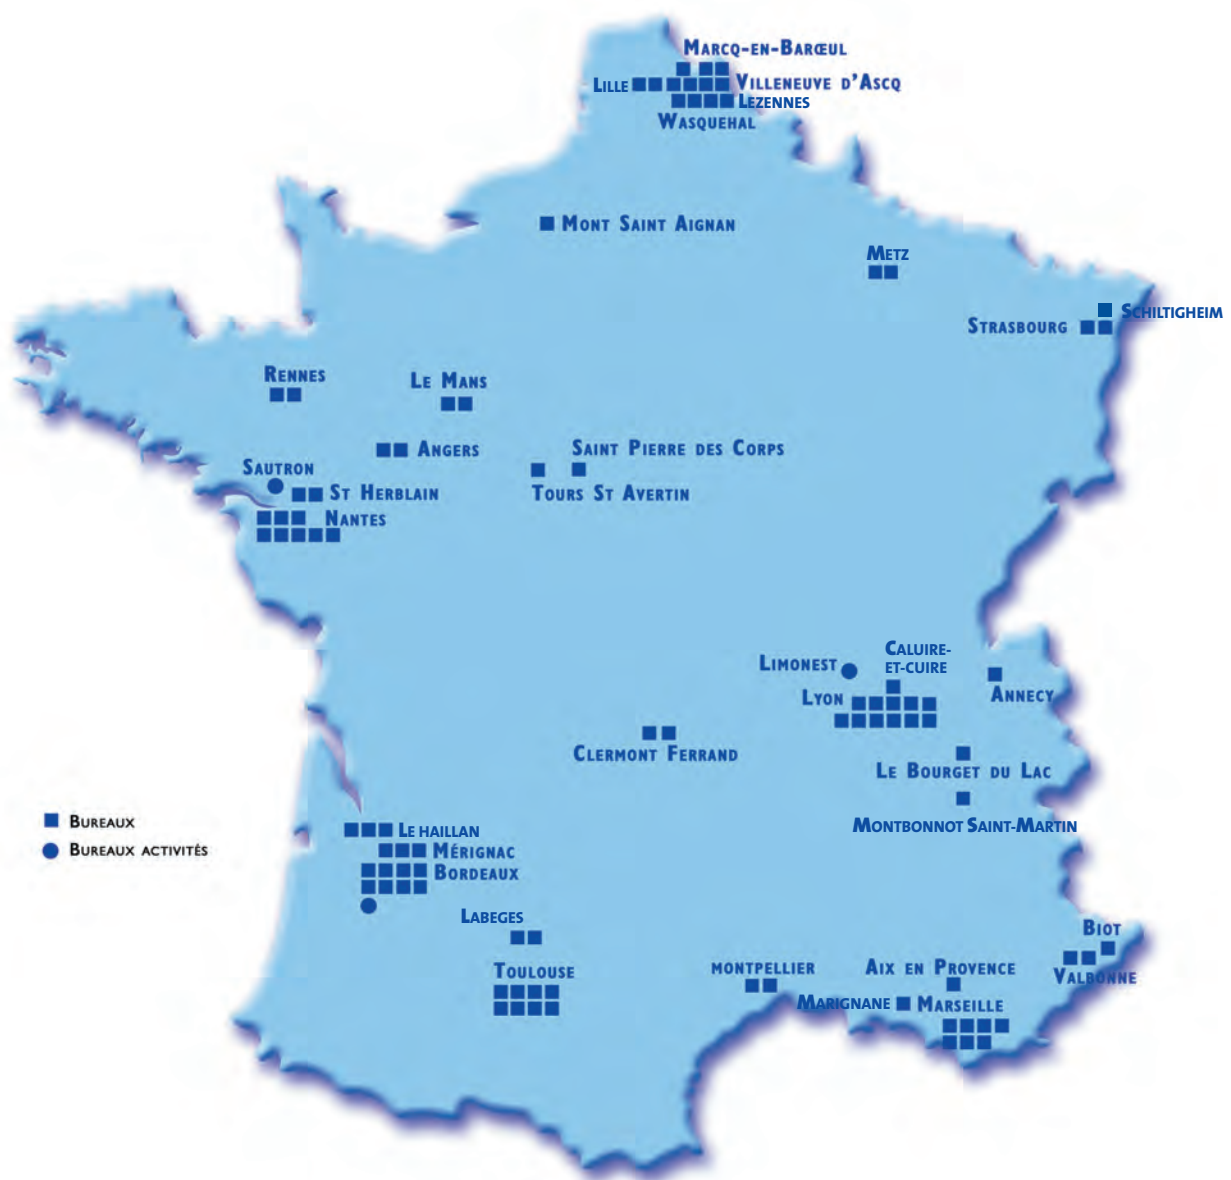 MARCQ-EN-BARŒUL
LILLE
VILLENEUVE D'ASCQ
LEZENNES
WASQUEHAL
MONT SAINT AIGNAN
METZ
SCHILTIGHEIM
STRASBOURG
RENNES
LE MANS
ANGERS
SAINT PIERRE DES CORPS
SAUTRON
ST HERBLAIN
TOURS ST AVERTIN
NANTES
CALUIRE-
ET-CUIRE
LIMONEST
LYON
ANNECY
CLERMONT FERRAND
LE BOURGET DU LAC
MONTBONNOT SAINT-MARTIN
BUREAUX
BUREAUX ACTIVITÉS
LE HAILLAN
MÉRIGNAC
BORDEAUX
LABEGES
TOULOUSE
MONTPELLIER
AIX EN PROVENCE
BIOT
VALBONNE
MARIGNANE
MARSEILLE